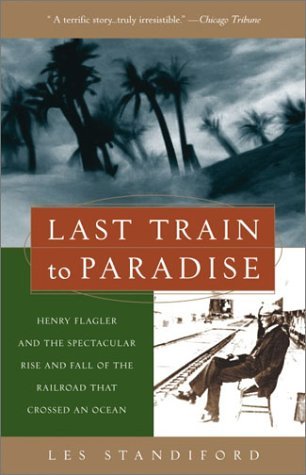 "A terrific story...truly irresistible." —Chicago Tribune
LAST TRAIN
to PARADISE
HENRY FLAGLER
AND THE SPECTACULAR
RISE AND FALL OF THE
RAILROAD THAT
CROSSED AN OCEAN
LES STANDIFORD